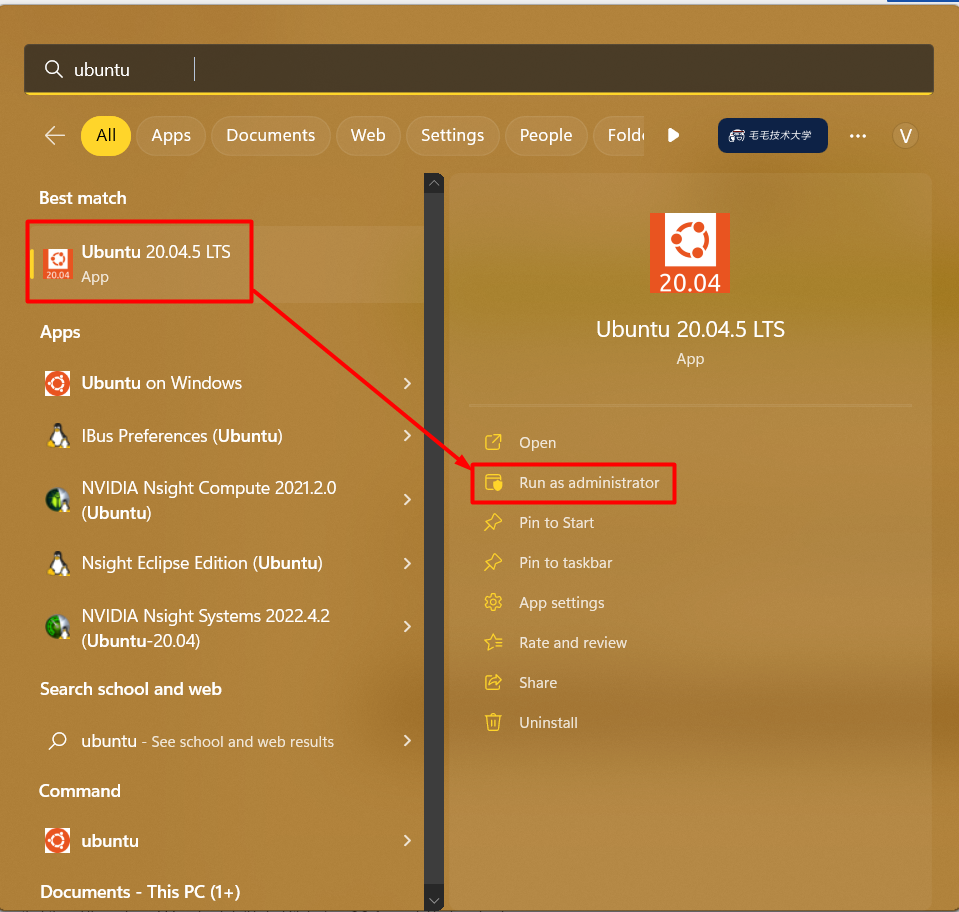 ubuntu
All
Apps
Documents
Web
Settings
People
毛毛技术大学
V
Best match
Ubuntu 20.04.5 LTS
App
20.04
Apps
Ubuntu on Windows
IBus Preferences (Ubuntu)
NVIDIA Nsight Compute 2021.2.0
(Ubuntu)
Nsight Eclipse Edition (Ubuntu)
NVIDIA Nsight Systems 2022.4.2
(Ubuntu-20.04)
Search school and web
ubuntu - See school and web results
Command
ubuntu
Documents - This PC (1+)
20.04
Ubuntu 20.04.5 LTS
App
Open
Run as administrator
Pin to Start
Pin to taskbar
App settings
Rate and review
Share
Uninstall